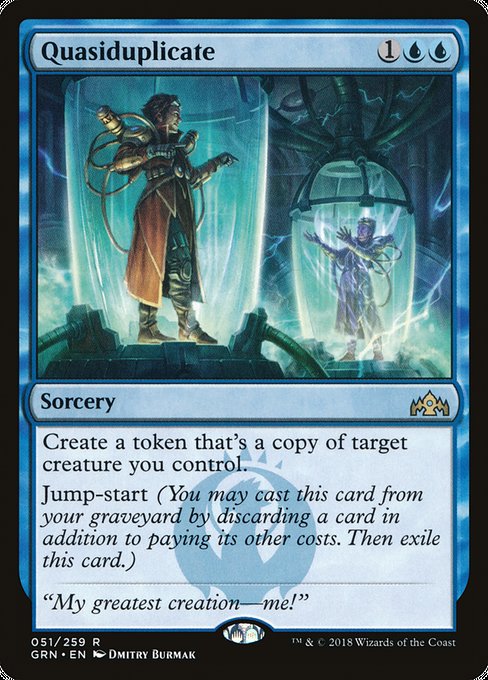 Quasiduplicate 1
Sorcery
Create a token that's a copy of target
creature you control.
Jump-start (You may cast this card from
your graveyard by discarding a card in
addition to paying its other costs. Then exile
this card.)
“My greatest creation—me!”
051/259 R
GRN • EN Dmitry Burmak
™ & © 2018 Wizards of the Coast